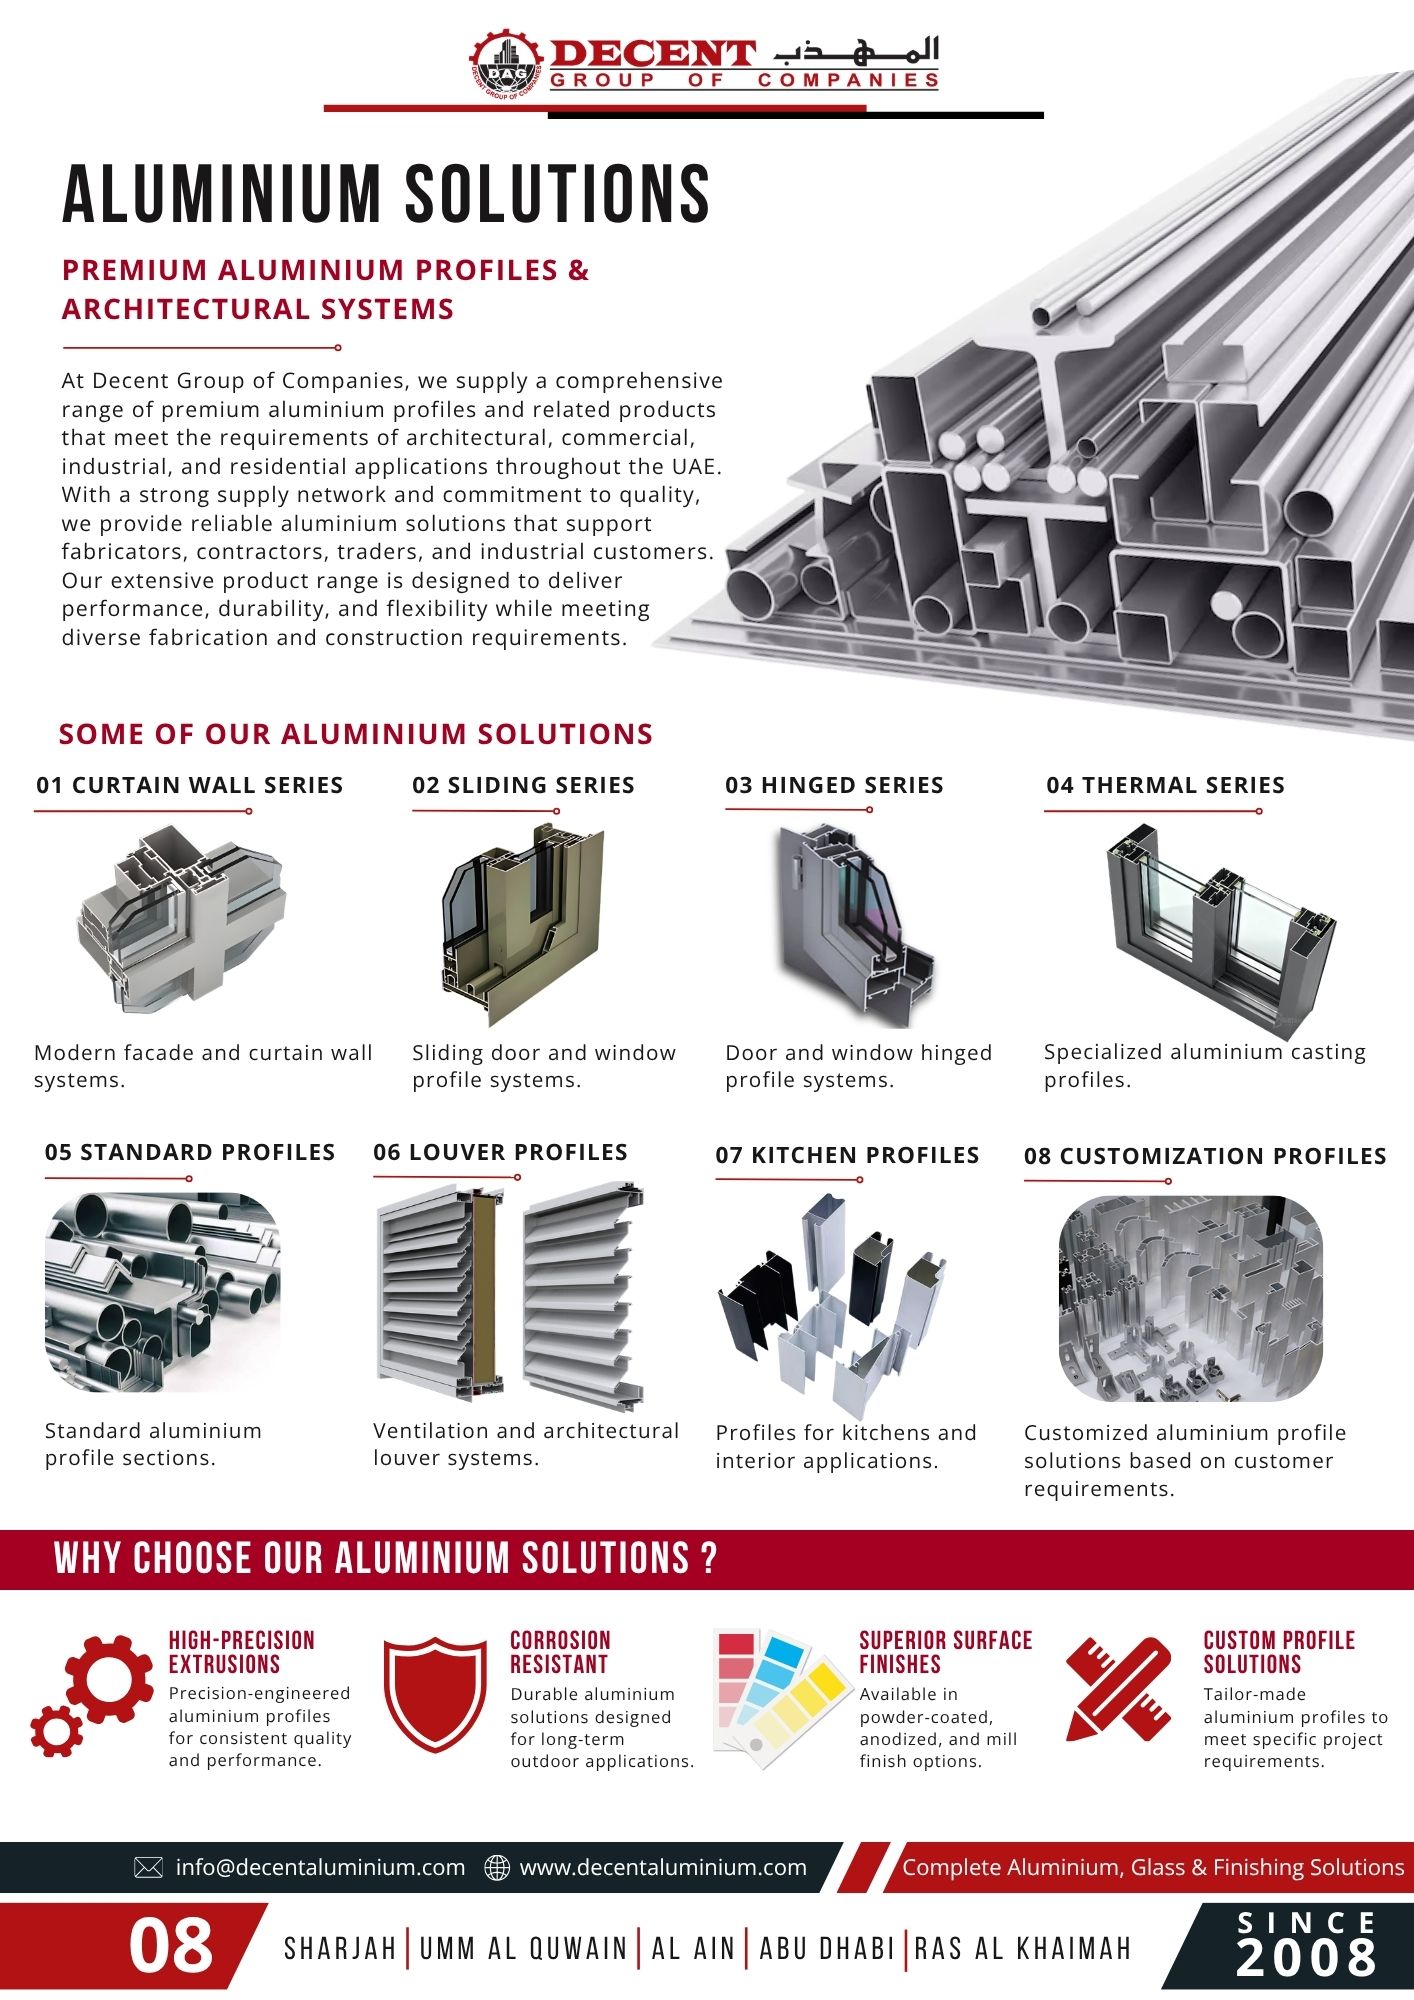 DECENT المهذب
GROUP OF COMPANIES
DAG
DECENT GROUP OF COMPANIES
ALUMINIUM SOLUTIONS
PREMIUM ALUMINIUM PROFILES &
ARCHITECTURAL SYSTEMS
At Decent Group of Companies, we supply a comprehensive
range of premium aluminium profiles and related products
that meet the requirements of architectural, commercial,
industrial, and residential applications throughout the UAE.
With a strong supply network and commitment to quality,
we provide reliable aluminium solutions that support
fabricators, contractors, traders, and industrial customers.
Our extensive product range is designed to deliver
performance, durability, and flexibility while meeting
diverse fabrication and construction requirements.
SOME OF OUR ALUMINIUM SOLUTIONS
01 CURTAIN WALL SERIES
Modern facade and curtain wall
systems.
02 SLIDING SERIES
Sliding door and window
profile systems.
03 HINGED SERIES
Door and window hinged
profile systems.
04 THERMAL SERIES
Specialized aluminium casting
profiles.
05 STANDARD PROFILES
Standard aluminium
profile sections.
06 LOUVER PROFILES
Ventilation and architectural
louver systems.
07 KITCHEN PROFILES
Profiles for kitchens and
interior applications.
08 CUSTOMIZATION PROFILES
Customized aluminium profile
solutions based on customer
requirements.
WHY CHOOSE OUR ALUMINIUM SOLUTIONS ?
HIGH-PRECISION
EXTRUSIONS
Precision-engineered
aluminium profiles
for consistent quality
and performance.
CORROSION
RESISTANT
Durable aluminium
solutions designed
for long-term
outdoor applications.
SUPERIOR SURFACE
FINISHES
Available in
powder-coated,
anodized, and mill
finish options.
CUSTOM PROFILE
SOLUTIONS
Tailor-made
aluminium profiles to
meet specific project
requirements.
info@decentaluminium.com www.decentaluminium.com Complete Aluminium, Glass & Finishing Solutions
08
SHARJAH UMM AL QUWAIN AL AIN ABU DHABI RAS AL KHAIMAH
SINCE
2008